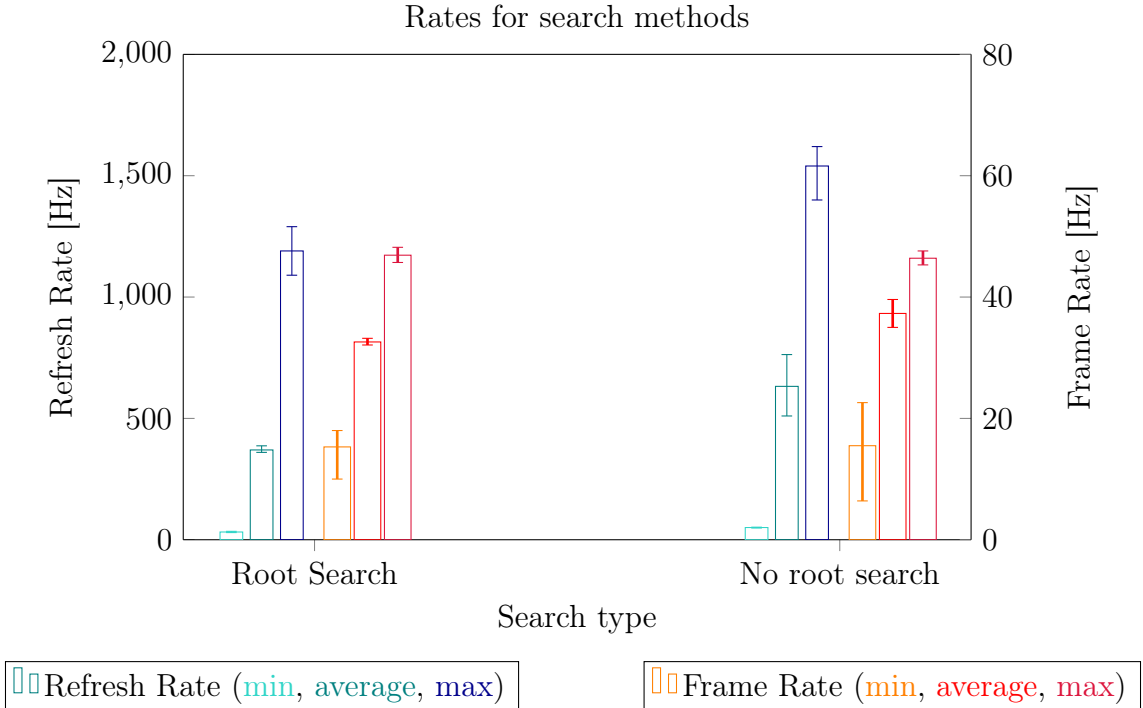 Rates for search methods
2,000
1,500
1,000
500
0
Refresh Rate [Hz]
80
60
40
20
0
Frame Rate [Hz]
Root Search
No root search
Search type
Refresh Rate (min, average, max)
Frame Rate (min, average, max)